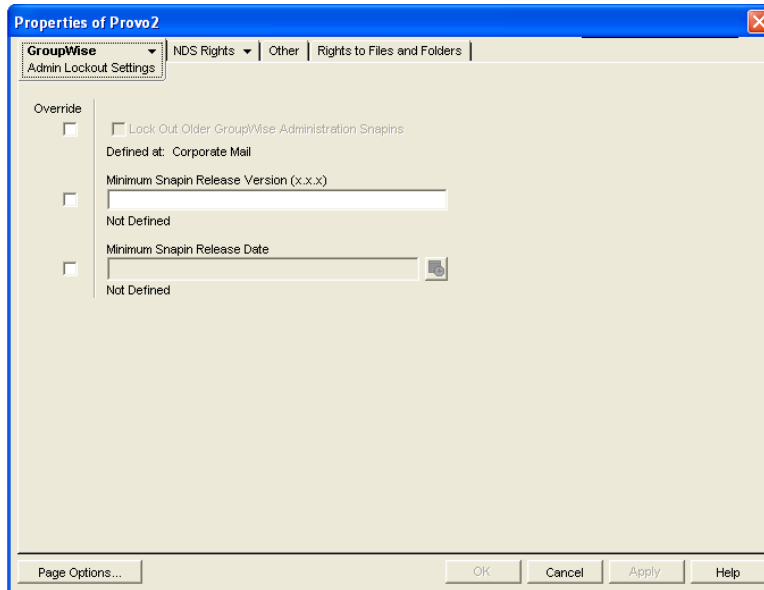 Properties of Provo2
GroupWise NDS Rights Other Rights to Files and Folders
Admin Lockout Settings
Override
Lock Out Older GroupWise Administration Snapins
Defined at: Corporate Mail
Minimum Snapin Release Version (x.x.x)
Not Defined
Minimum Snapin Release Date
Not Defined
Page Options... OK Cancel Apply Help